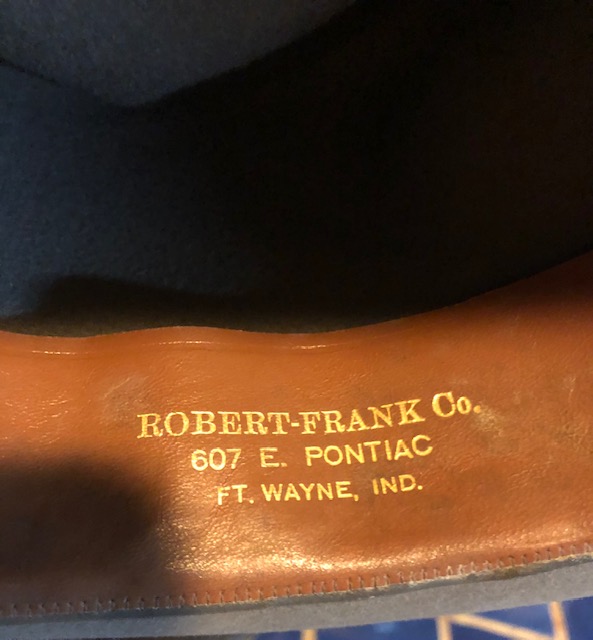 ROBERT-FRANK Co.
607 E. PONTIAC
FT. WAYNE, IND.